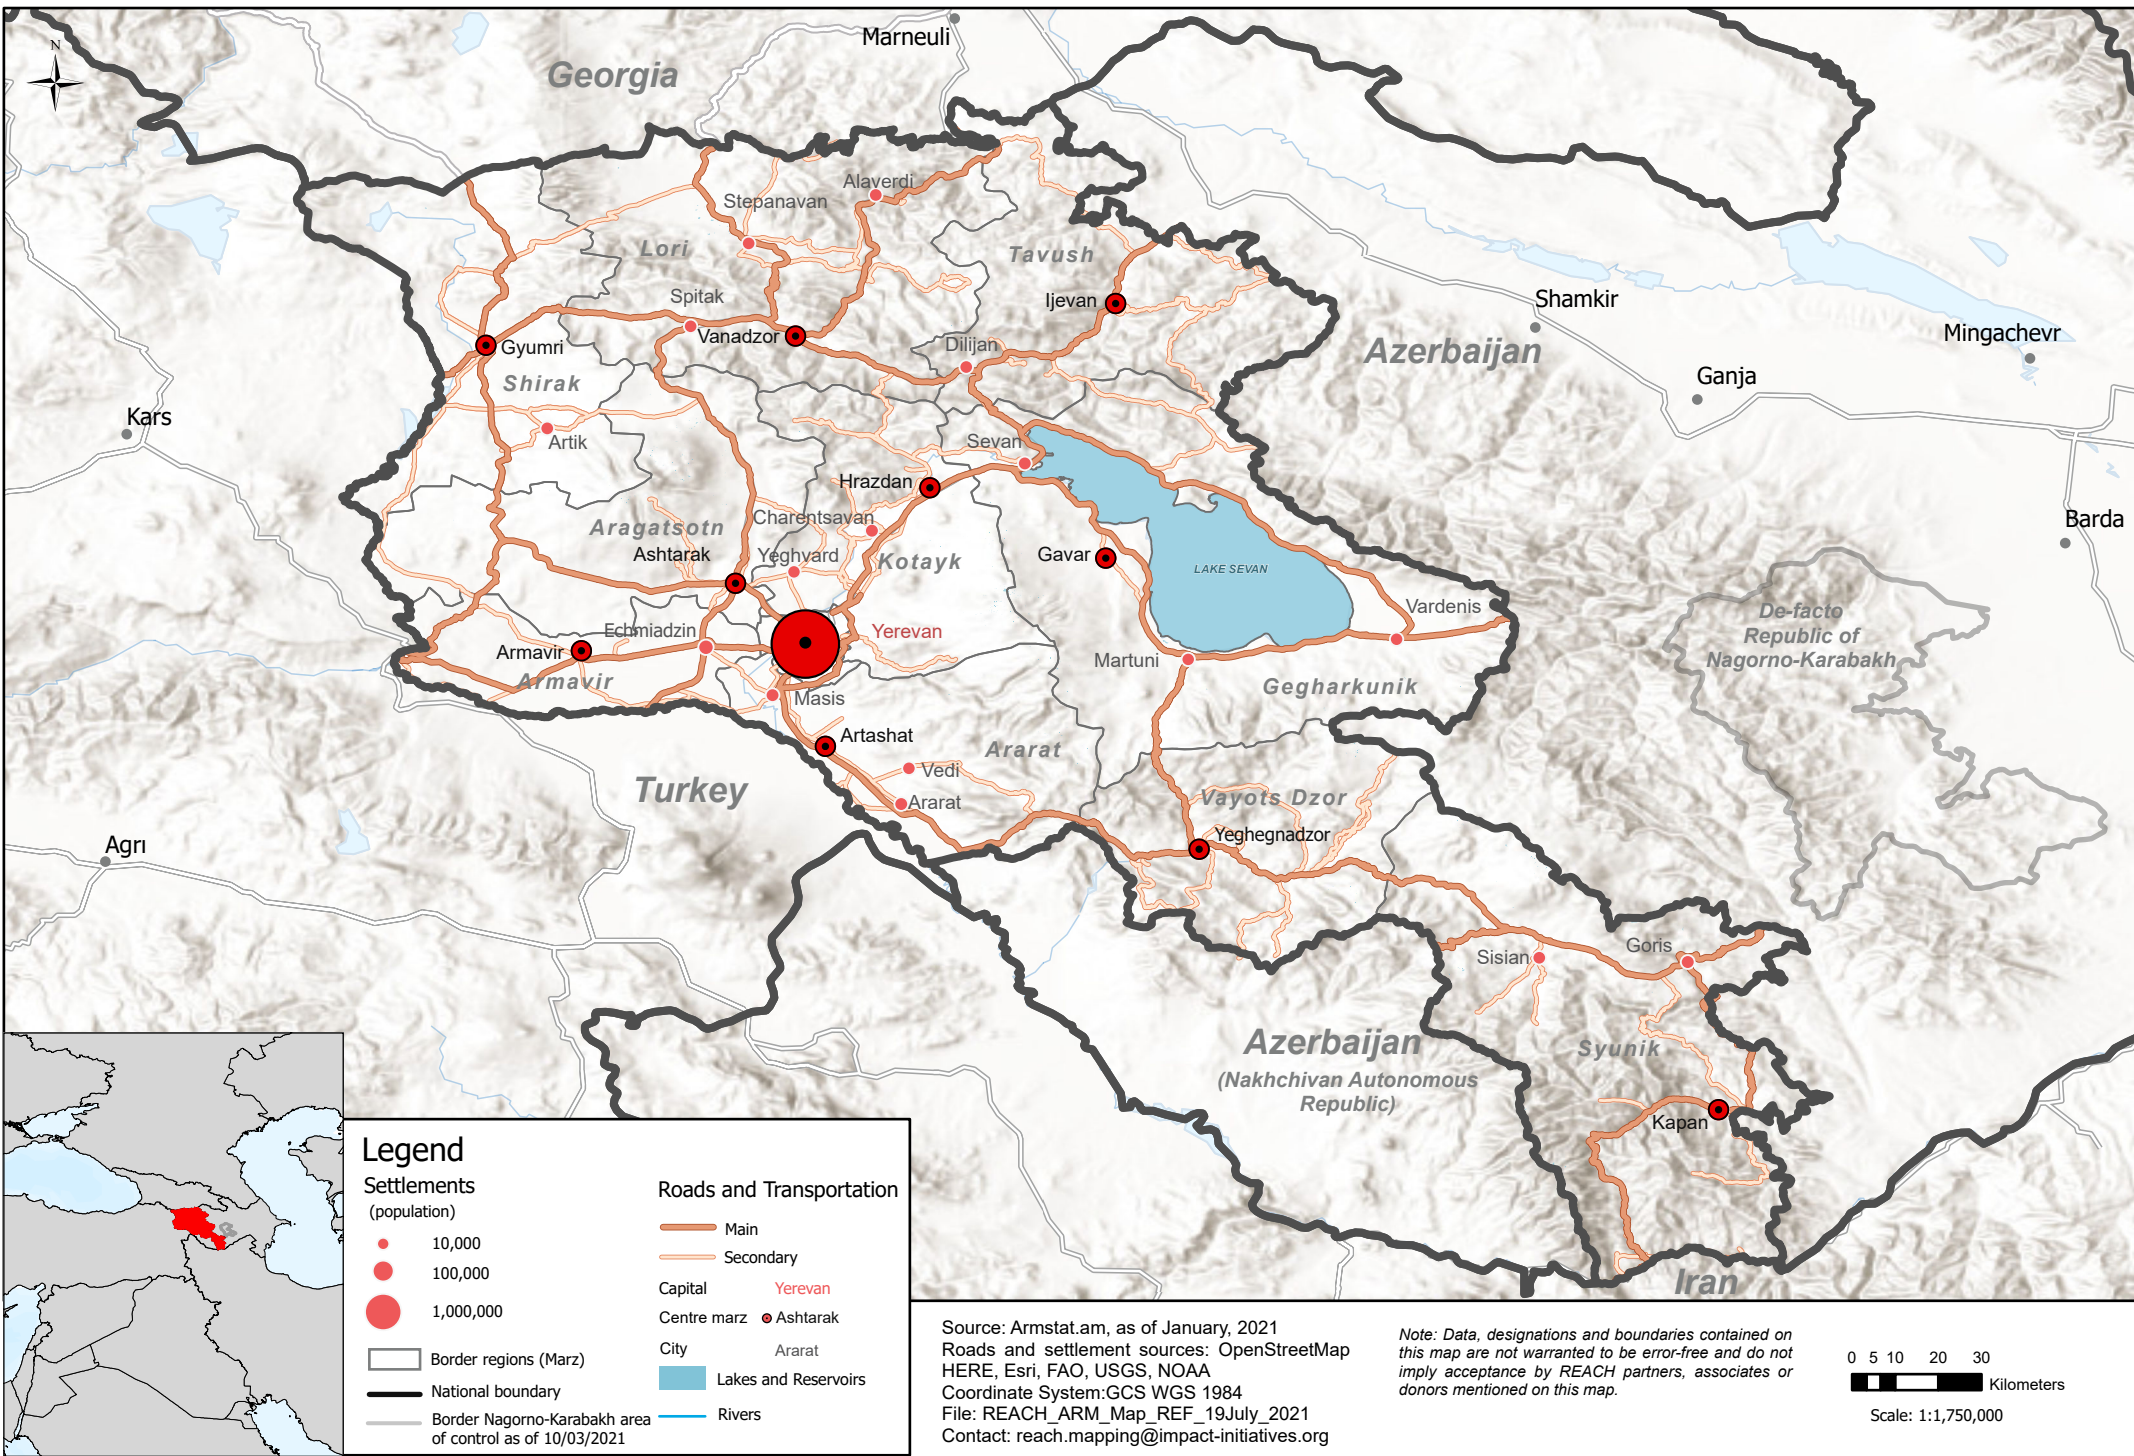 N
Marneuli
Georgia
Alaverdi
Stepanavan
Lori
Tavush
Spitak
Ijevan
Shamkir
Vanadzor
Gyumri
Dilijan
Azerbaijan
Mingachevr
Shirak
Ganja
Kars
Artik
Sevan
Hrazdan
Charentsavan
Aragatsotn
Ashtarak
Yeghvard
Kotayk
Gavar
LAKE SEVAN
Barda
Vardenis
De-facto
Republic of
Nagorno-Karabakh
Echmiadzin
Yerevan
Armavir
Martuni
Armavir
Masis
Gegharkunik
Artashat
Ararat
Vedi
Turkey
Ararat
Vayots Dzor
Yeghegnadzor
Agrı
Goris
Sisian
Azerbaijan
(Nakhchivan Autonomous
Republic)
Syunik
Kapan
Iran
Legend
Settlements
(population)
10,000
100,000
1,000,000
Border regions (Marz)
National boundary
Border Nagorno-Karabakh area
of control as of 10/03/2021
Roads and Transportation
Main
Secondary
Capital Yerevan
Centre marz Ashtarak
City Ararat
Lakes and Reservoirs
Rivers
Source: Armstat.am, as of January, 2021
Roads and settlement sources: OpenStreetMap
HERE, Esri, FAO, USGS, NOAA
Coordinate System:GCS WGS 1984
File: REACH_ARM_Map_REF_19July_2021
Contact: reach.mapping@impact-initiatives.org
Note: Data, designations and boundaries contained on
this map are not warranted to be error-free and do not
imply acceptance by REACH partners, associates or
donors mentioned on this map.
0 5 10 20 30
Kilometers
Scale: 1:1,750,000